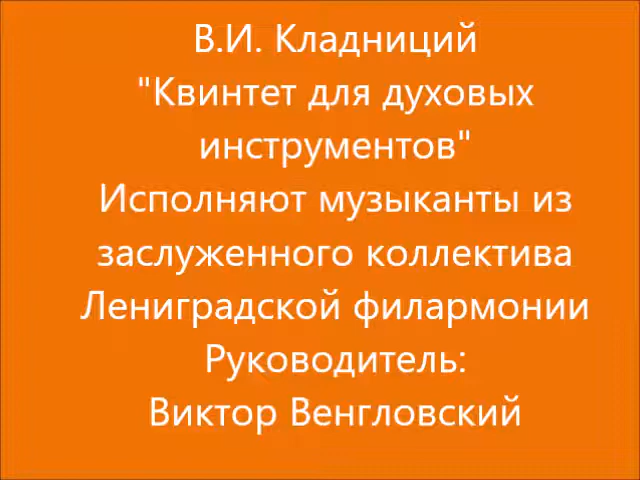 В.И. Кладниций
"Квинтет для духовых
инструментов"
Исполняют музыканты из
заслуженного коллектива
Лениградской филармонии
Руководитель:
Виктор Венгловский